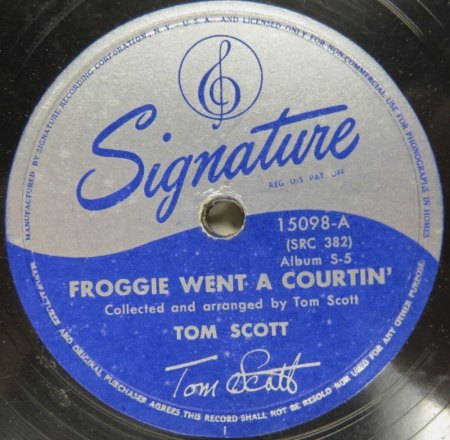 MANUFACTURED BY SIGNATURE RECORDING CORPORATION, N.Y. - U.S.A. AND LICENSED ONLY FOR NON-COMMERCIAL USE FOR PHONOGRAPHS IN HOMES
Signature
REG U S PAT OFF
15098-A
(SRC 382)
Album S-5
FROGGIE WENT A COURTIN'
Collected and arranged by Tom Scott
TOM SCOTT
Tom Scott
MANUFACTURES AND ORIGINAL PURCHASER AGREES THIS RECORD SHALL NOT BE RESOLD NOR USED FOR ANY OTHER PURPOSE.